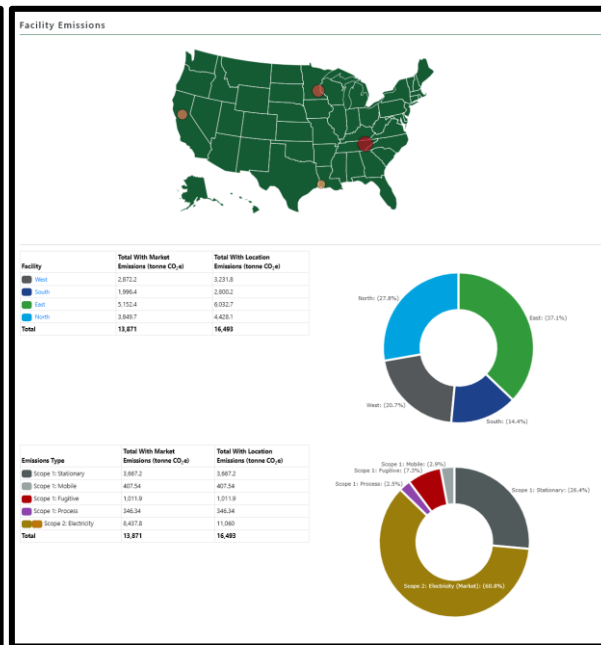 Facility Emissions
Facility Total With Market Emissions (tonne CO₂e) Total With Location Emissions (tonne CO₂e)
West 2,872.2 3,231.8
South 1,996.4 2,800.2
East 5,152.4 6,032.7
North 3,849.7 4,428.1
Total 13,871 16,493
North: (27.8%)
East: (37.1%)
West: (20.7%)
South: (14.4%)
Emissions Type Total With Market Emissions (tonne CO₂e) Total With Location Emissions (tonne CO₂e)
Scope 1: Stationary 3,667.2 3,667.2
Scope 1: Mobile 407.54 407.54
Scope 1: Fugitive 1,011.9 1,011.9
Scope 1: Process 346.34 346.34
Scope 2: Electricity 8,437.8 11,060
Total 13,871 16,493
Scope 1: Mobile: (2.9%)
Scope 1: Fugitive: (7.3%)
Scope 1: Process: (2.5%)
Scope 1: Stationary: (26.4%)
Scope 2: Electricity (Market): (60.8%)